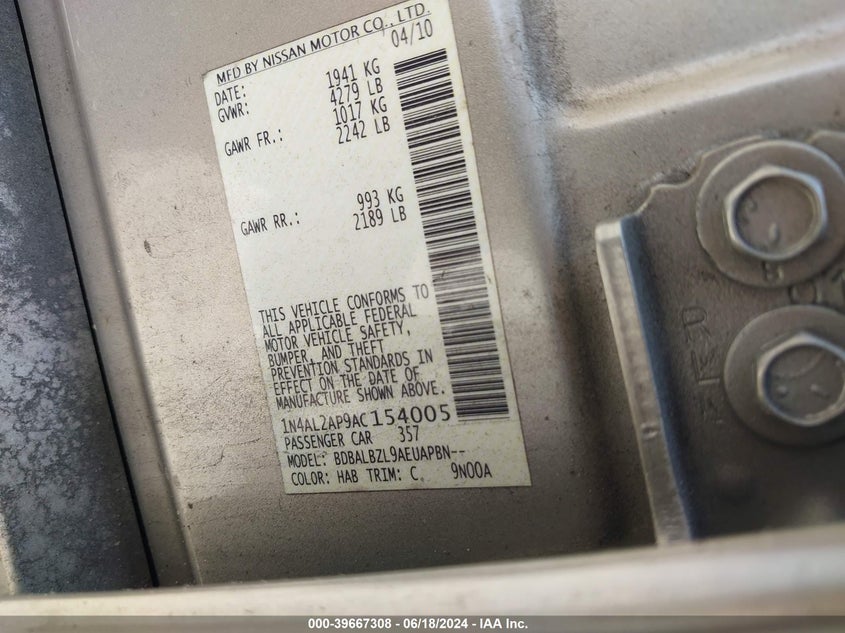 MFD BY NISSAN MOTOR CO., LTD.
DATE: 04/10
GVWR: 1941 KG
4279 LB
GAWR FR.: 1017 KG
2242 LB
GAWR RR.: 993 KG
2189 LB
THIS VEHICLE CONFORMS TO
ALL APPLICABLE FEDERAL
MOTOR VEHICLE SAFETY,
BUMPER, AND THEFT
PREVENTION STANDARDS IN
EFFECT ON THE DATE OF
MANUFACTURE SHOWN ABOVE.
1N4AL2AP9AC154005
PASSENGER CAR 357
MODEL: BDBALBZL9AEUAPBN--
COLOR: HAB TRIM: C 9N00A
000-39667308 - 06/18/2024 - IAA Inc.